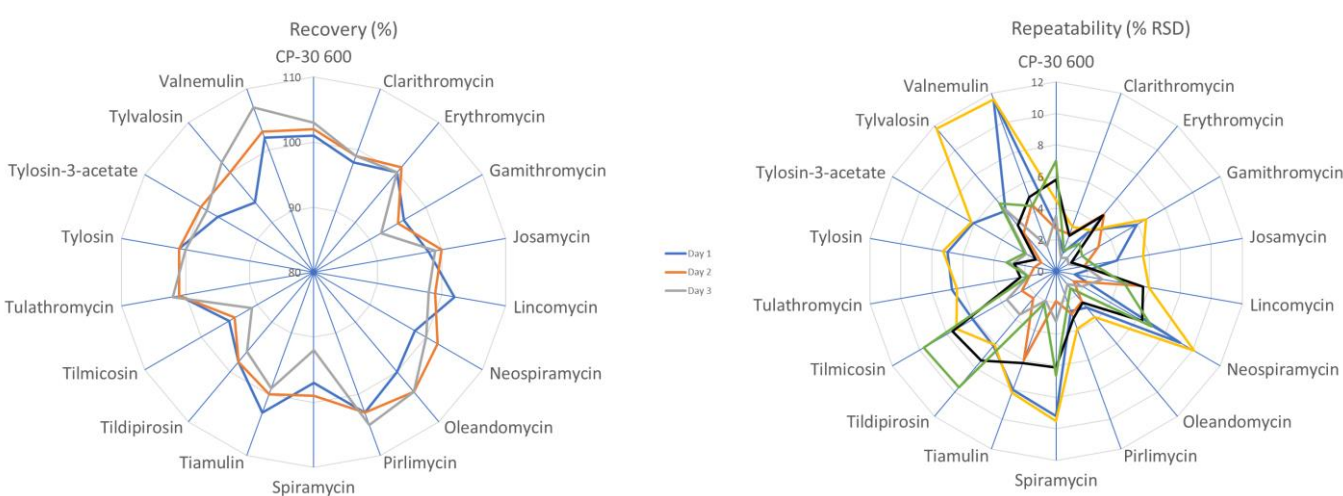 Recovery (%)
CP-30 600
110
100
90
80
Clarithromycin
Erythromycin
Gamithromycin
Josamycin
Lincomycin
Neospiramycin
Oleandomycin
Pirlimycin
Spiramycin
Tiamulin
Tildipirosin
Tilmicosin
Tulathromycin
Tylosin
Tylosin-3-acetate
Tylvalosin
Valnemulin
Day 1
Day 2
Day 3
Repeatability (% RSD)
CP-30 600
12
10
8
6
4
2
0
Clarithromycin
Erythromycin
Gamithromycin
Josamycin
Lincomycin
Neospiramycin
Oleandomycin
Pirlimycin
Spiramycin
Tiamulin
Tildipirosin
Tilmicosin
Tulathromycin
Tylosin
Tylosin-3-acetate
Tylvalosin
Valnemulin